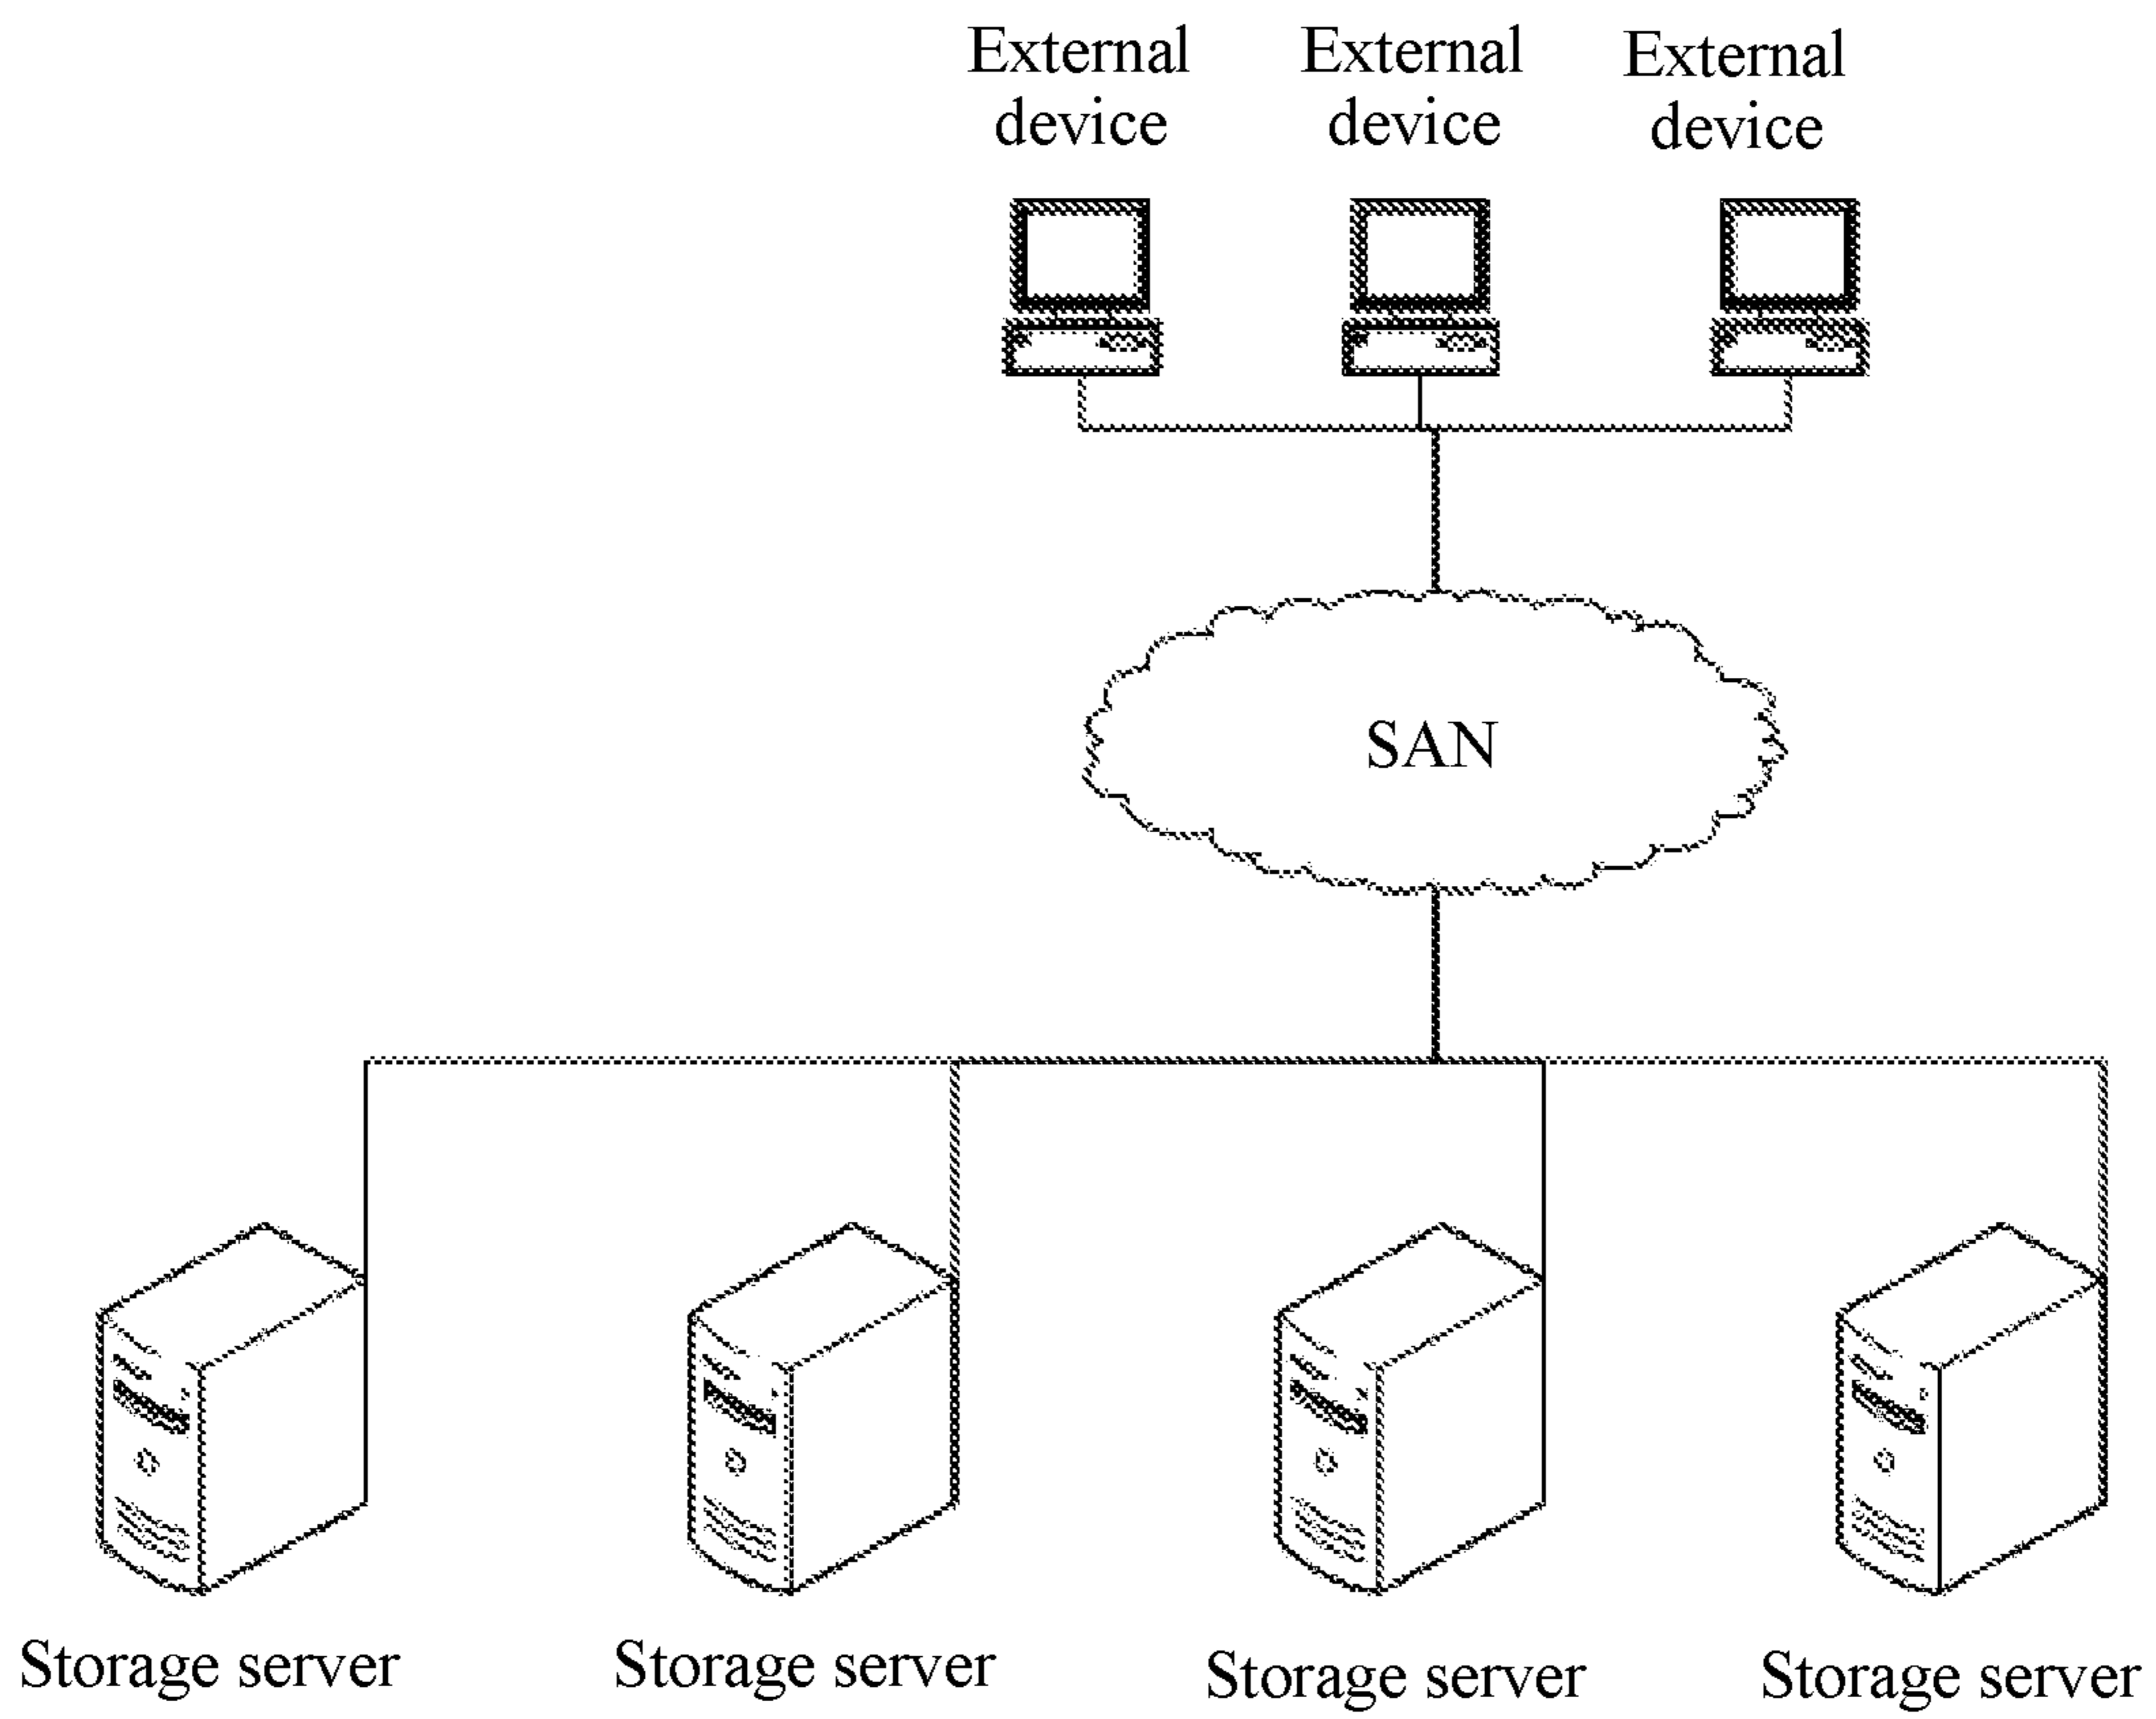 External External External
device device device
SAN
Storage server Storage server Storage server Storage server